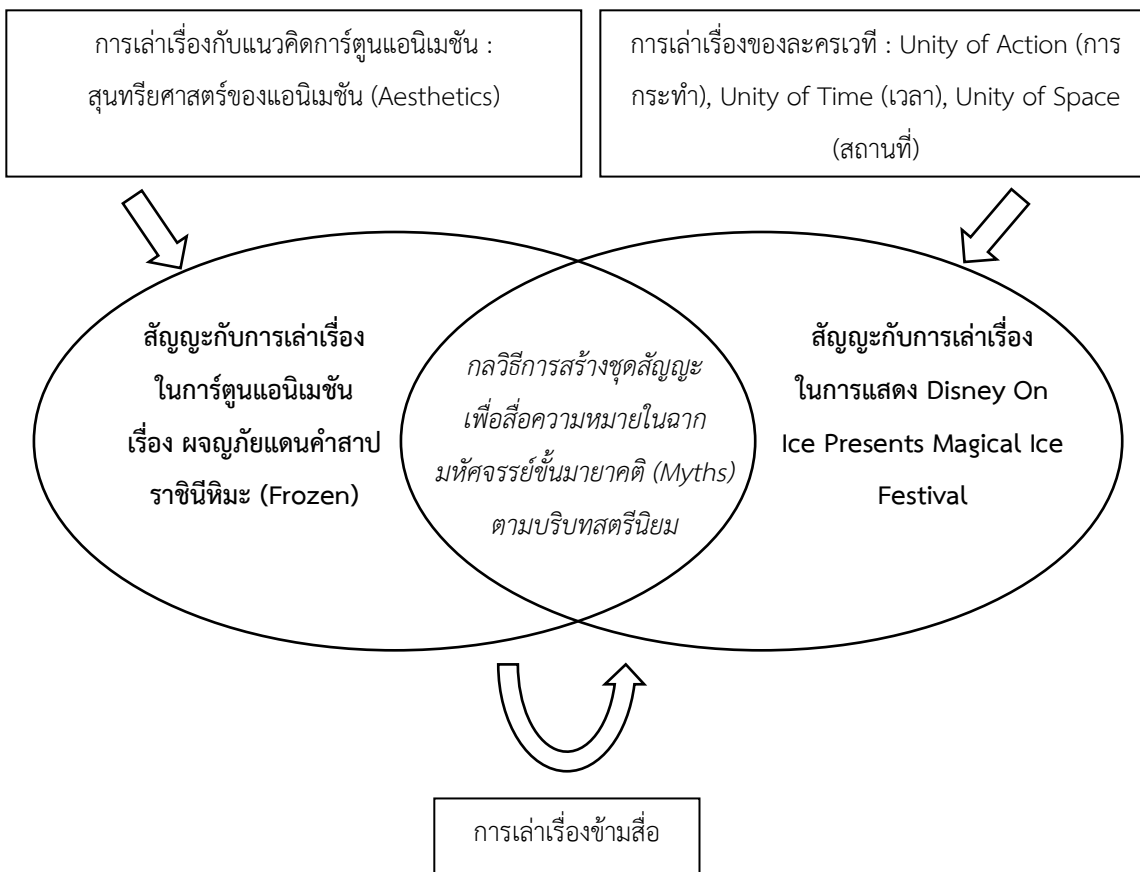 การเล่าเรื่องกับแนวคิดการ์ตูนแอนิเมชัน :
สุนทรียศาสตร์ของแอนิเมชัน (Aesthetics)
การเล่าเรื่องของละครเวที : Unity of Action (การ
กระทำ), Unity of Time (เวลา), Unity of Space
(สถานที่)
สัญญะกับการเล่าเรื่อง
ในการ์ตูนแอนิเมชัน
เรื่อง ผจญภัยแดนคำสาป
ราชินีหิมะ (Frozen)
กลวิธีการสร้างชุดสัญญะ
เพื่อสื่อความหมายในฉาก
มหัศจรรย์ขั้นมายาคติ (Myths)
ตามบริบทสตรีนิยม
สัญญะกับการเล่าเรื่อง
ในการแสดง Disney On
Ice Presents Magical Ice
Festival
การเล่าเรื่องข้ามสื่อ